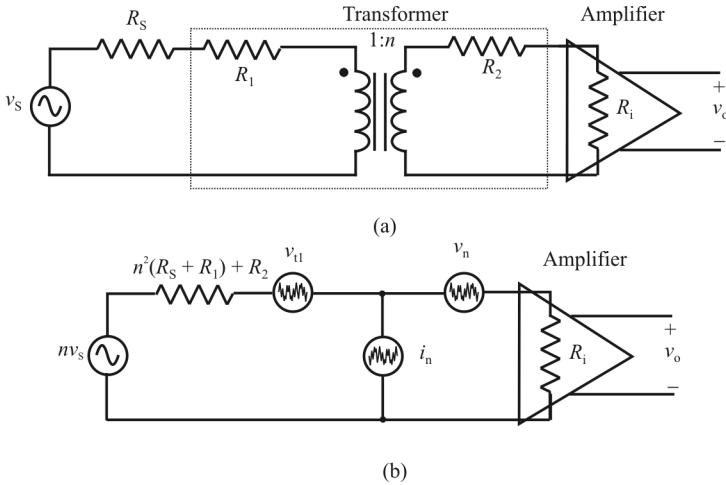 Transformer
Amplifier
R_S
1:n
R_1
R_2
v_S
R_i
+
v_o
−
(a)
n²(R_S + R_1) + R_2
v_t1
v_n
Amplifier
nv_s
i_n
R_i
+
v_o
−
(b)